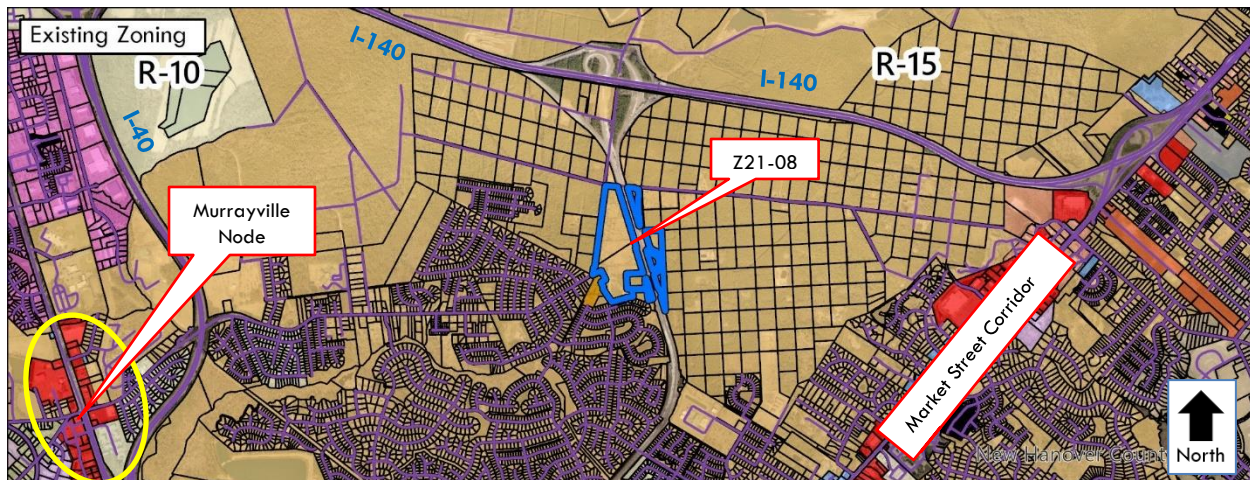 Existing Zoning
R-10
I-140
I-140
R-15
I-40
Z21-08
Murrayville
Node
Market Street Corridor
New Hanover County
North